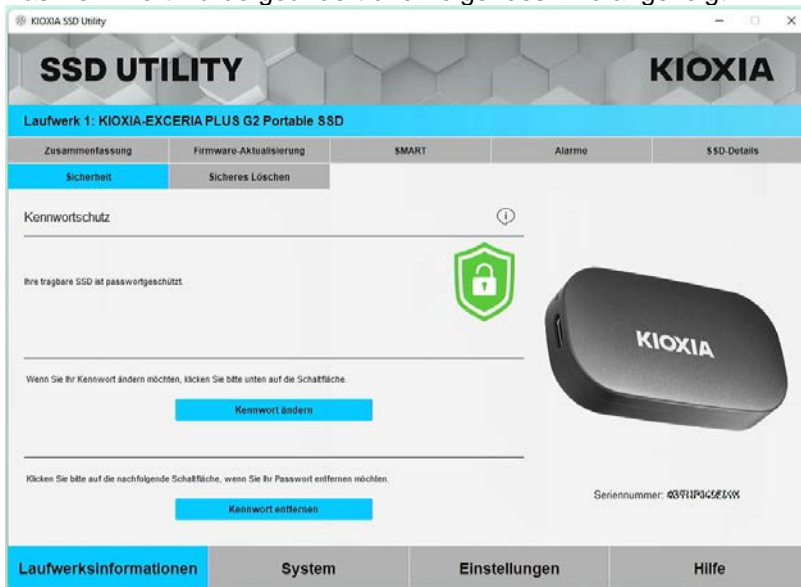 KIOXIA SSD Utility
SSD UTILITY
KIOXIA
Laufwerk 1: KIOXIA-EXCERIA PLUS G2 Portable SSD
Zusammenfassung
Firmware-Aktualisierung
SMART
Alarme
SSD-Details
Sicherheit
Sicheres Löschen
Kennwortschutz
Ihre tragbare SSD ist passwortgeschützt.
KIOXIA
Wenn Sie Ihr Kennwort ändern möchten, klicken Sie bitte unten auf die Schaltfläche.
Kennwort ändern
Klicken Sie bitte auf die nachfolgende Schaltfläche, wenn Sie Ihr Passwort entfernen möchten.
Kennwort entfernen
Seriennummer:
Laufwerksinformationen
System
Einstellungen
Hilfe